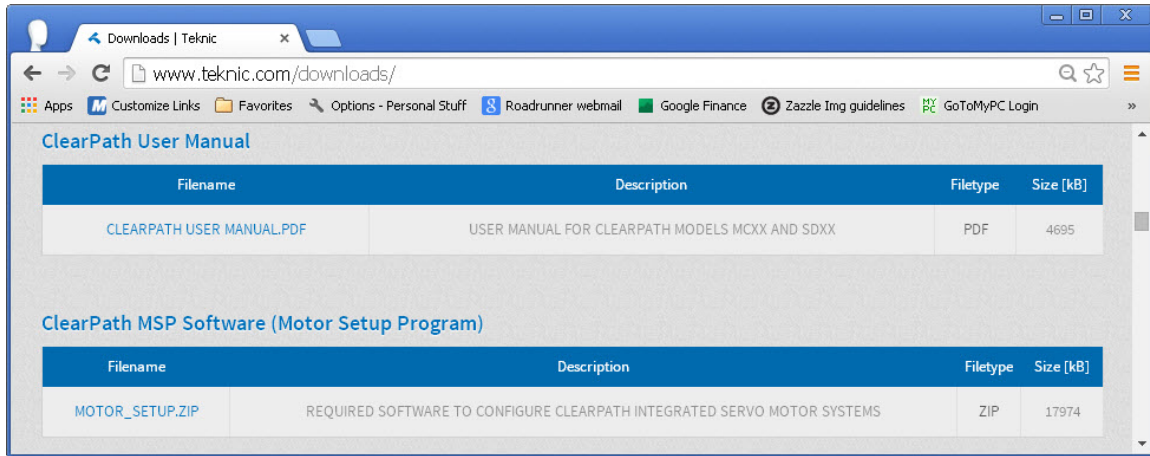 Downloads | Teknic
www.teknic.com/downloads/
Apps Customize Links Favorites Options - Personal Stuff 8 Roadrunner webmail Google Finance Zazzle Img guidelines MY PC GoToMyPC Login »
ClearPath User Manual
Filename Description Filetype Size [kB]
CLEARPATH USER MANUAL.PDF USER MANUAL FOR CLEARPATH MODELS MCXX AND SDXX PDF 4695
ClearPath MSP Software (Motor Setup Program)
Filename Description Filetype Size [kB]
MOTOR_SETUP.ZIP REQUIRED SOFTWARE TO CONFIGURE CLEARPATH INTEGRATED SERVO MOTOR SYSTEMS ZIP 17974